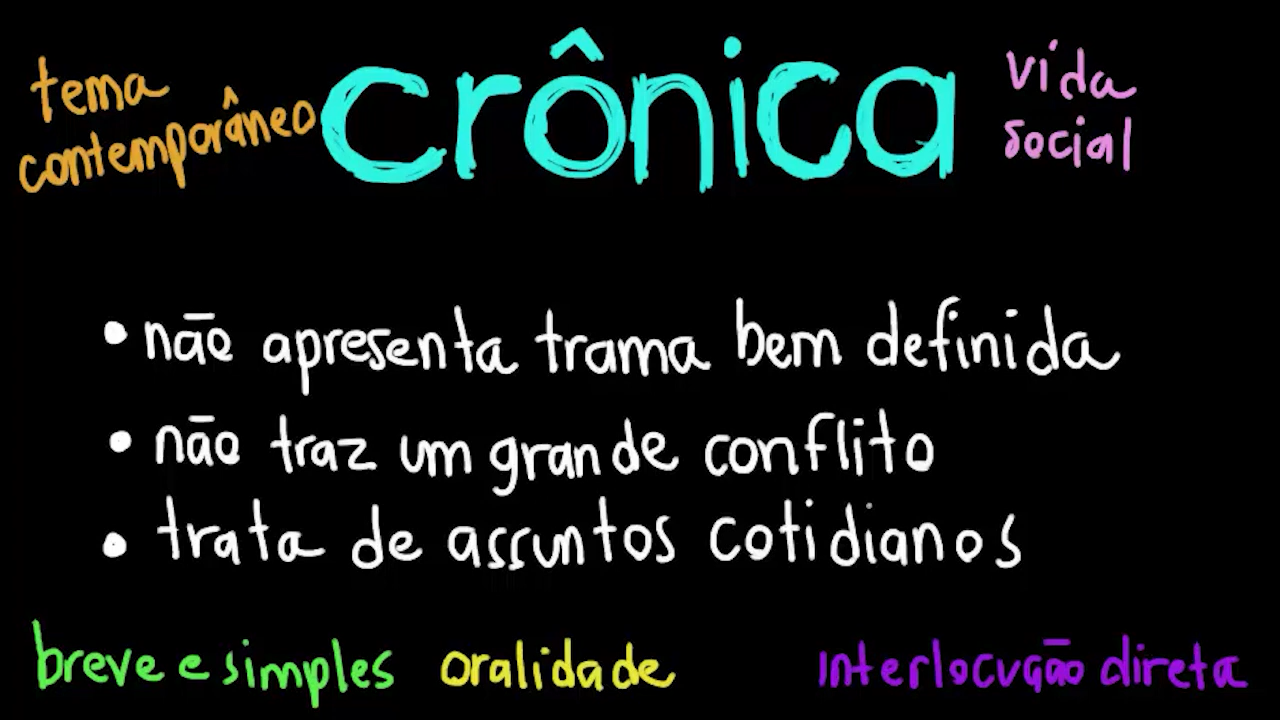 tema
contemporâneo
crônica
vida
social
• não apresenta trama bem definida
• não traz um grande conflito
• trata de assuntos cotidianos
breve e simples
oralidade
interlocução direta